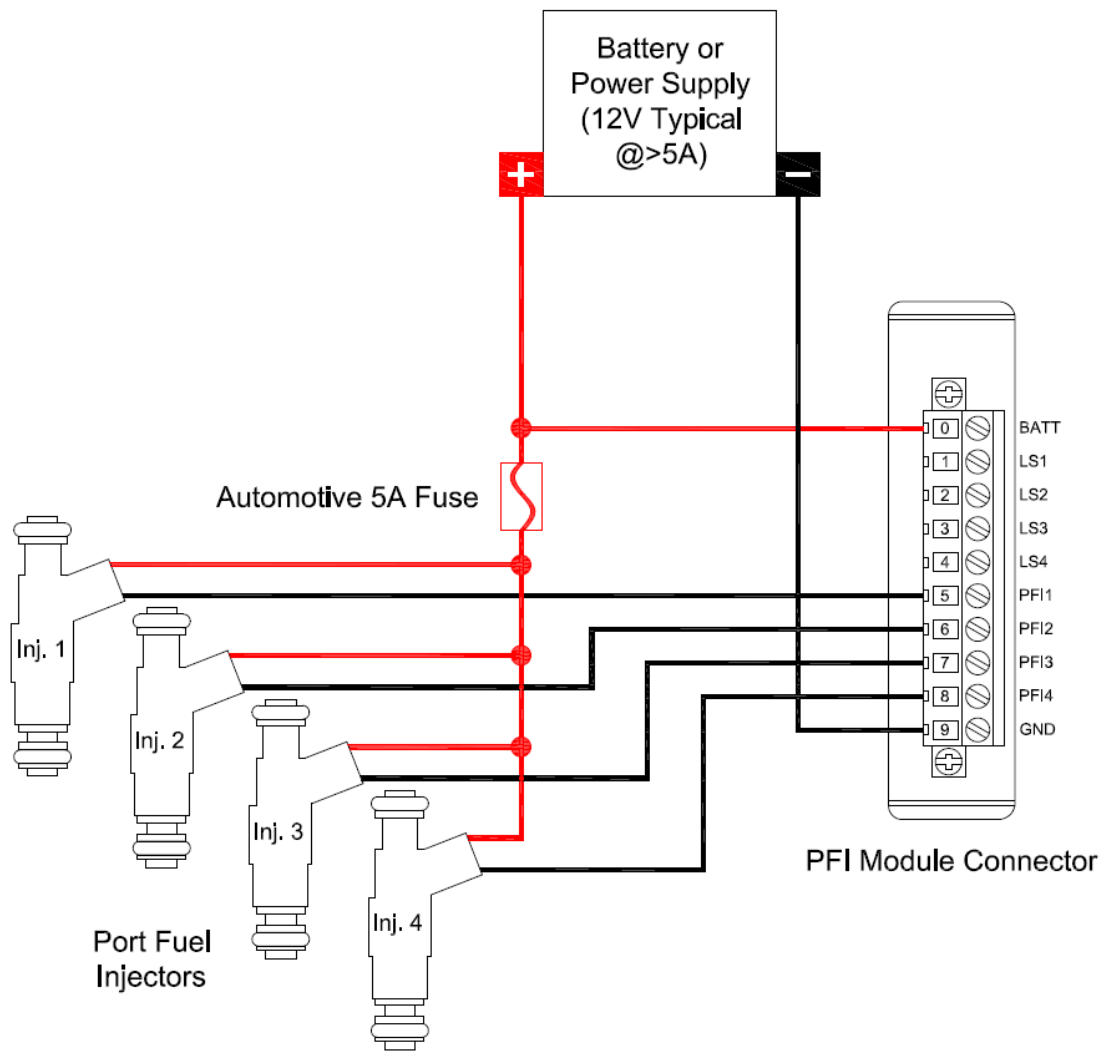 Battery or
Power Supply
(12V Typical
@>5A)
+
−
0 BATT
1 LS1
2 LS2
3 LS3
4 LS4
5 PFI1
6 PFI2
7 PFI3
8 PFI4
9 GND
Automotive 5A Fuse
Inj. 1
Inj. 2
Inj. 3
Inj. 4
PFI Module Connector
Port Fuel
Injectors